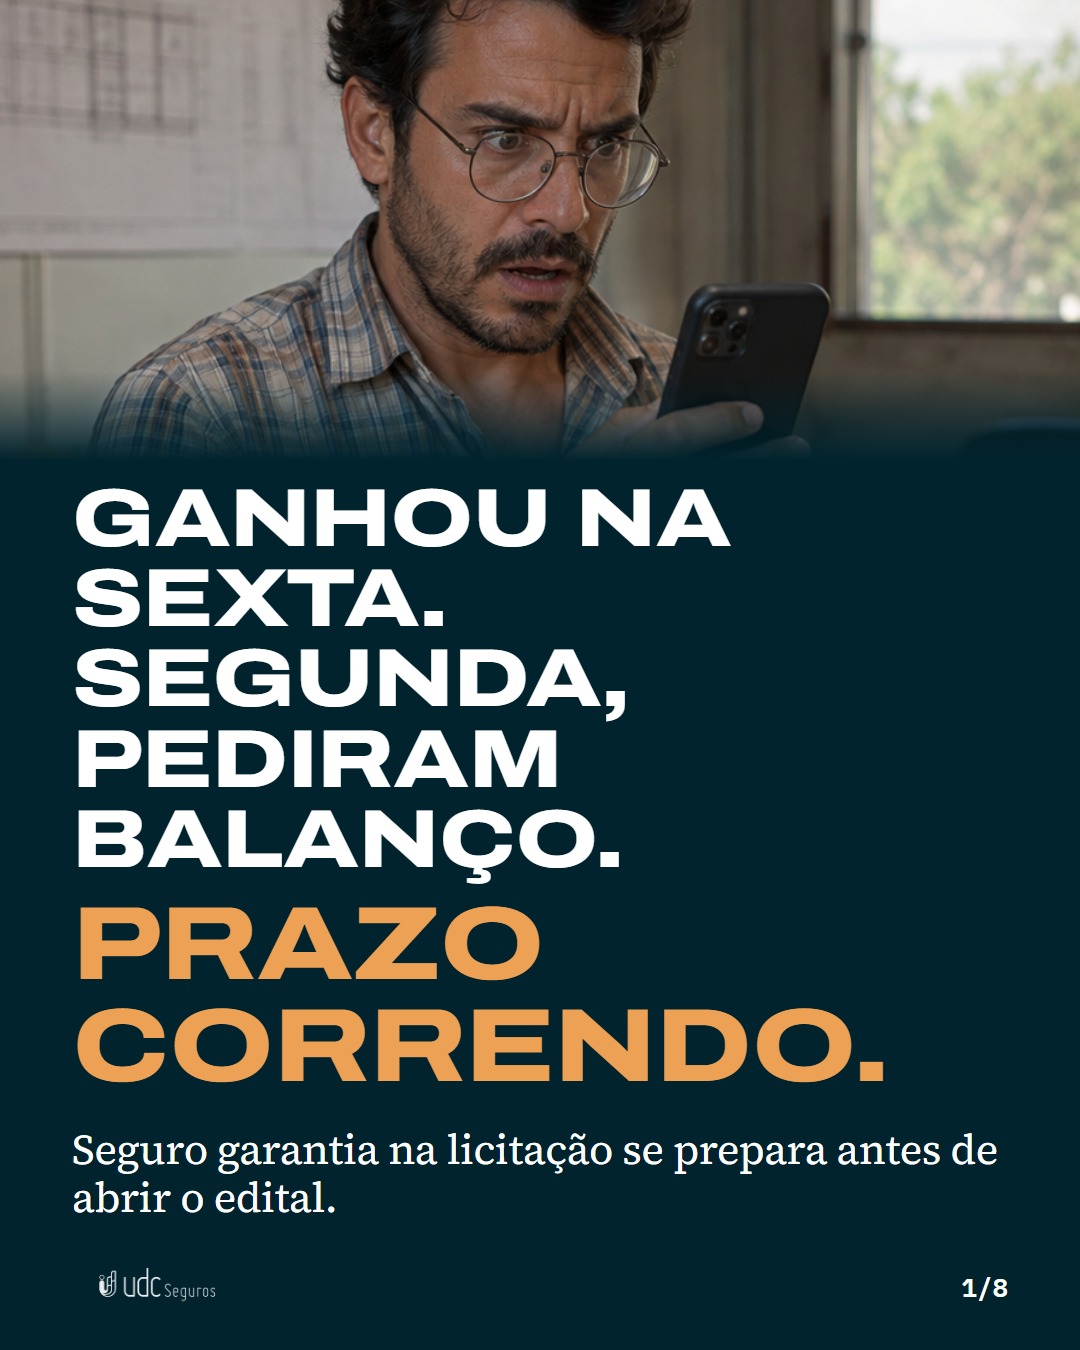 GANHOU NA
SEXTA.
SEGUNDA,
PEDIRAM
BALANÇO.
PRAZO
CORRENDO.
Seguro garantia na licitação se prepara antes de
abrir o edital.
udc Seguros
1/8